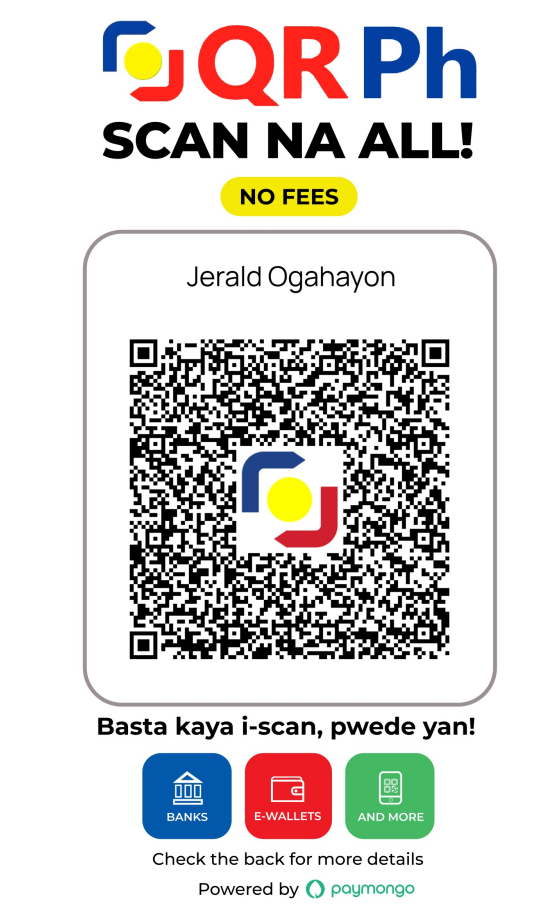 QR Ph
SCAN NA ALL!
NO FEES
Jerald Ogahayon
Basta kaya i-scan, pwede yan!
BANKS
E-WALLETS
AND MORE
Check the back for more details
Powered by paymongo